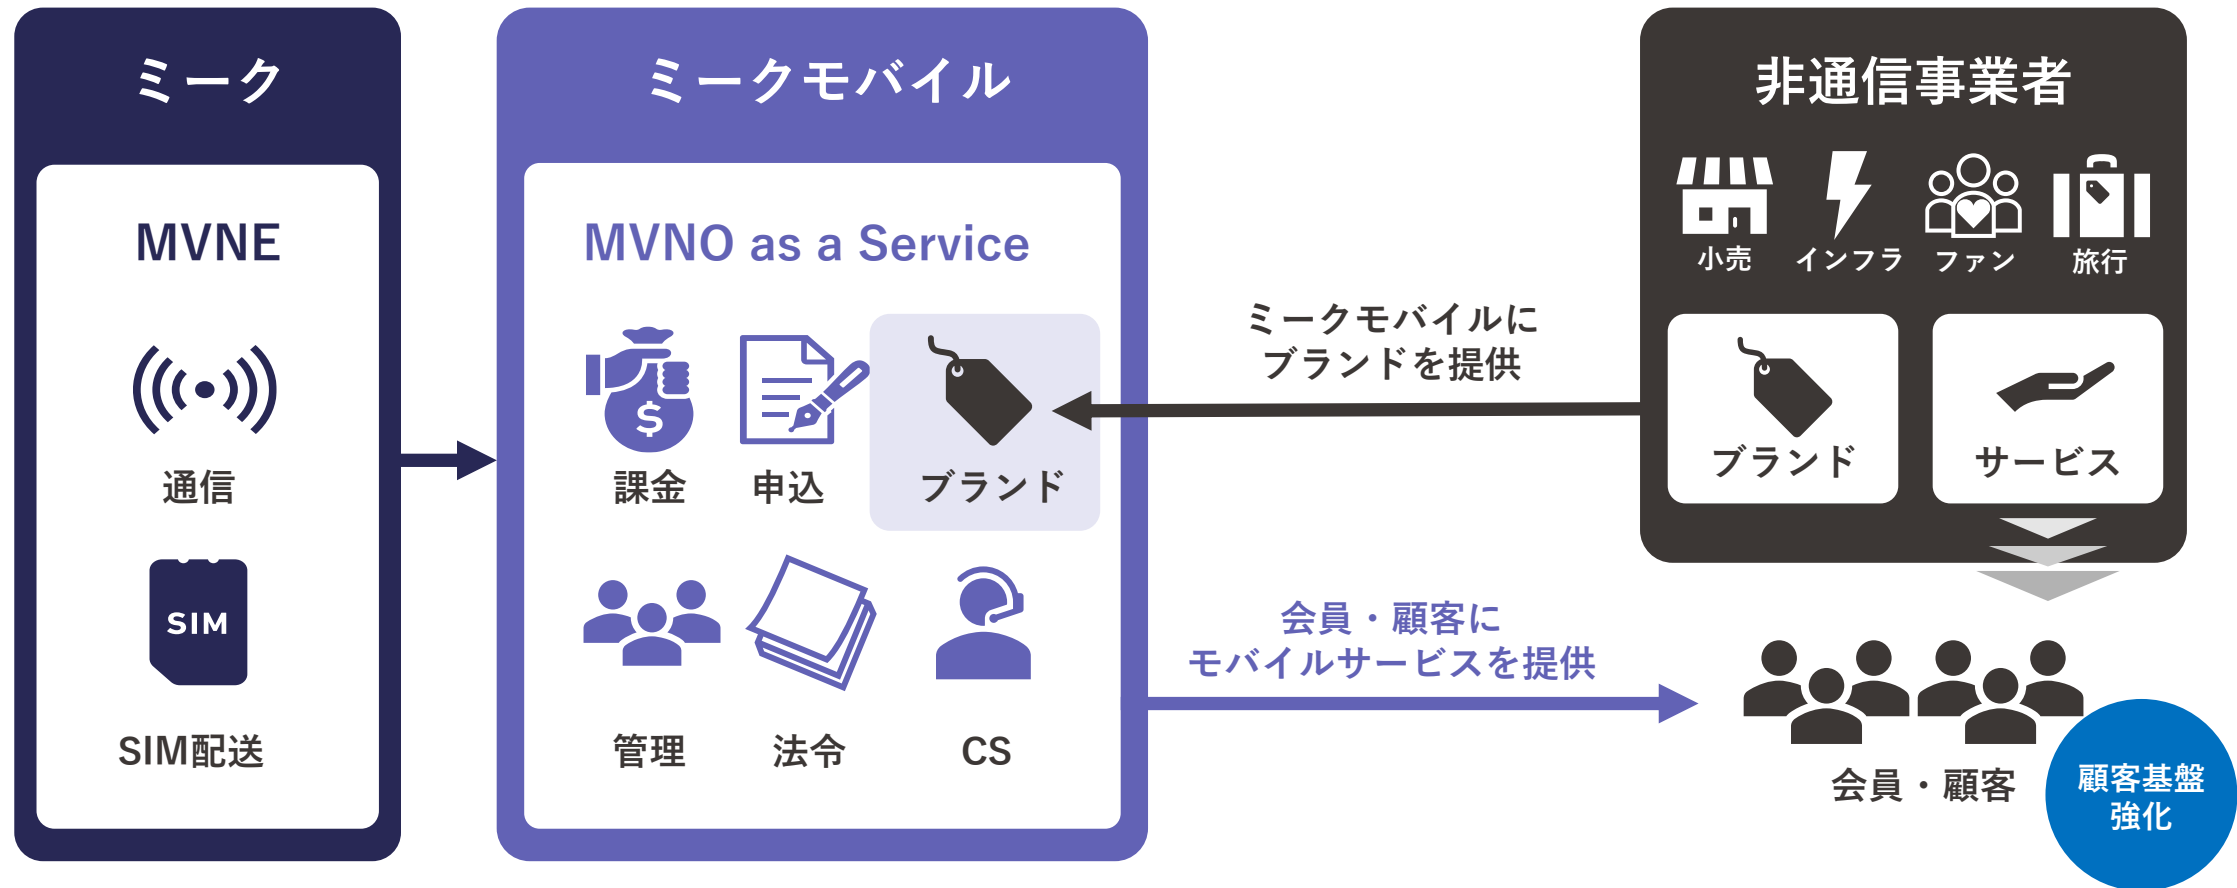 ミーク
MVNE
通信
SIM
SIM配送
ミークモバイル
MVNO as a Service
$
課金
申込
ブランド
管理
法令
CS
ミークモバイルに
ブランドを提供
会員・顧客に
モバイルサービスを提供
非通信事業者
小売
インフラ
ファン
旅行
ブランド
サービス
会員・顧客
顧客基盤
強化